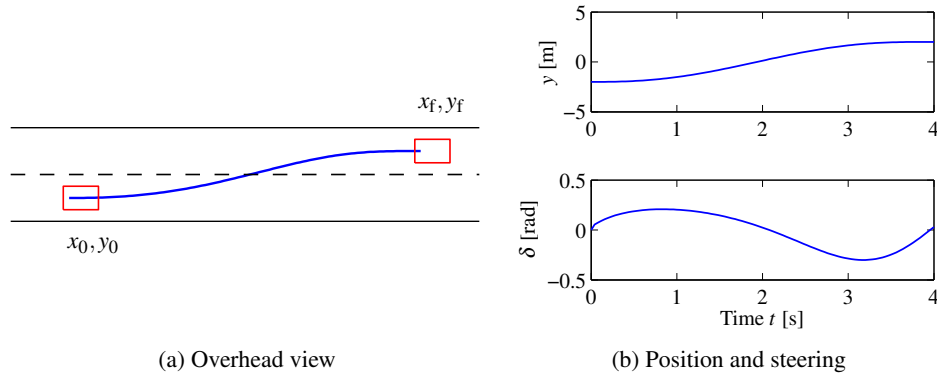 x_f, y_f
x_0, y_0
(a) Overhead view
5
0
−5
y [m]
0 1 2 3 4
0.5
0
−0.5
δ [rad]
0 1 2 3 4
Time t [s]
(b) Position and steering